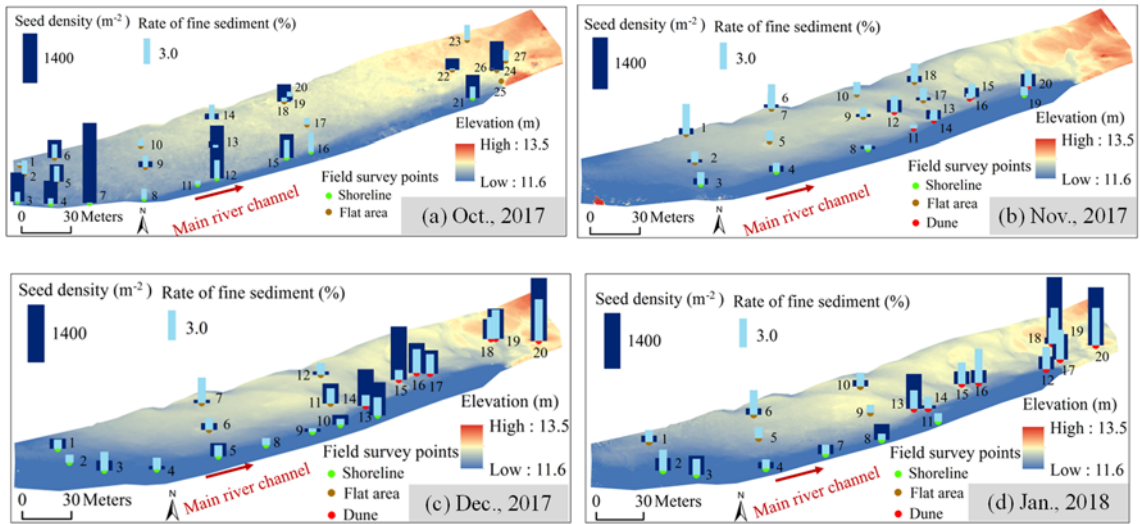 Seed density (m-2) Rate of fine sediment (%)
1400
3.0
1
2
3
4
5
6
7
8
9
10
11
12
13
14
15
16
17
18
19
20
21
22
23
24
25
26
27
Elevation (m)
High : 13.5
Low : 11.6
Field survey points
Shoreline
Flat area
0 30 Meters
N
Main river channel
(a) Oct., 2017
Seed density (m-2) Rate of fine sediment (%)
1400
3.0
1
2
3
4
5
6
7
8
9
10
11
12
13
14
15
16
17
18
19
20
Elevation (m)
High : 13.5
Low : 11.6
Field survey points
Shoreline
Flat area
Dune
0 30 Meters
N
Main river channel
(b) Nov., 2017
Seed density (m-2) Rate of fine sediment (%)
1400
3.0
1
2
3
4
5
6
7
8
9
10
11
12
13
14
15
16
17
18
19
20
Elevation (m)
High : 13.5
Low : 11.6
Field survey points
Shoreline
Flat area
Dune
0 30 Meters
N
Main river channel
(c) Dec., 2017
Seed density (m-2) Rate of fine sediment (%)
1400
3.0
1
2
3
4
5
6
7
8
9
10
11
12
13
14
15
16
17
18
19
20
Elevation (m)
High : 13.5
Low : 11.6
Field survey points
Shoreline
Flat area
Dune
0 30 Meters
N
Main river channel
(d) Jan., 2018